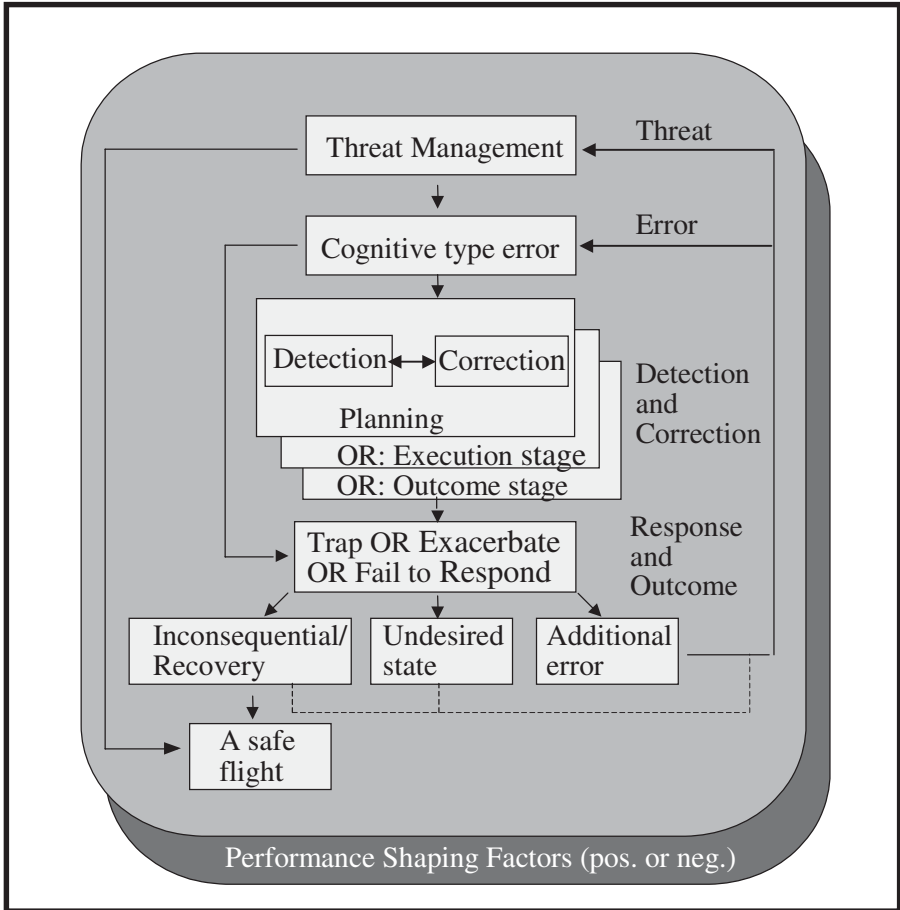 Threat
Threat Management
Error
Cognitive type error
Detection
Correction
Planning
OR: Execution stage
OR: Outcome stage
Detection
and
Correction
Trap OR Exacerbate
OR Fail to Respond
Response
and
Outcome
Inconsequential/
Recovery
Undesired
state
Additional
error
A safe
flight
Performance Shaping Factors (pos. or neg.)